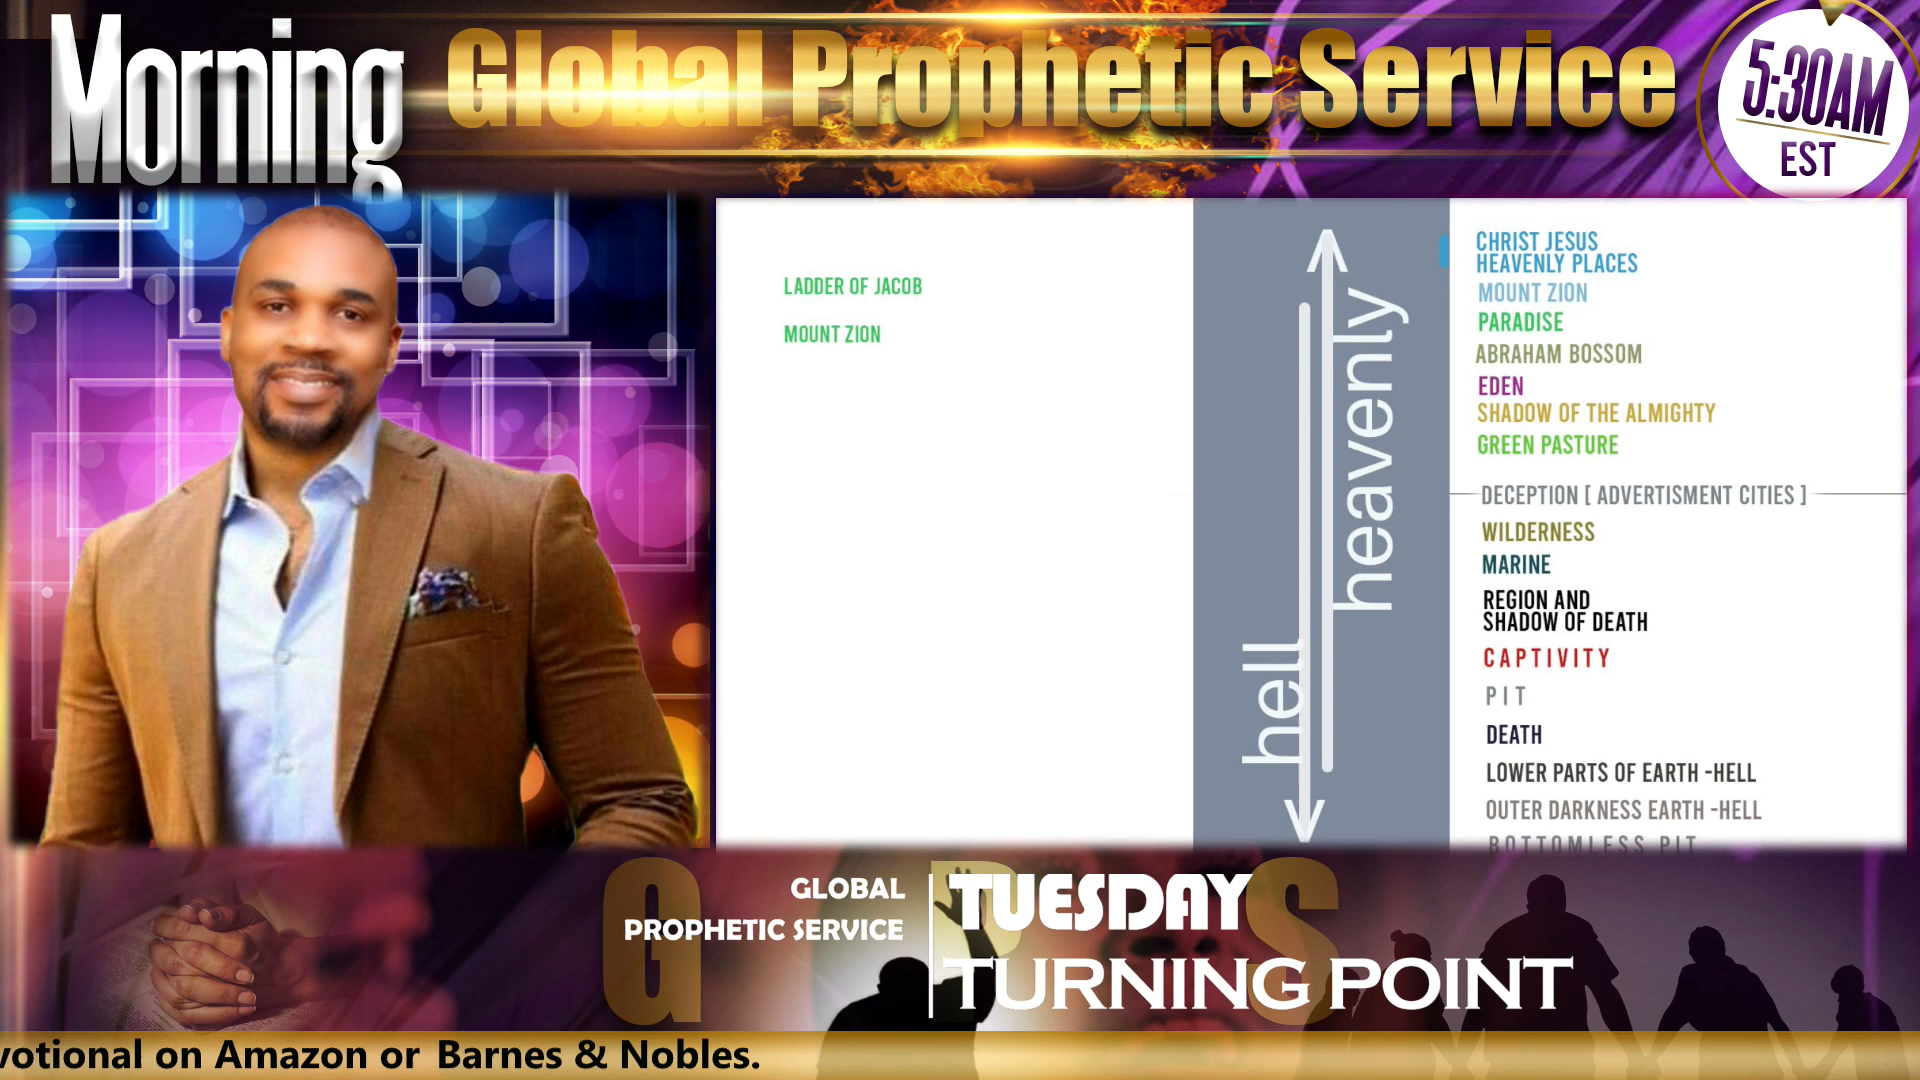 Morning
Global Prophetic Service
5:30AM
EST
LADDER OF JACOB
MOUNT ZION
heavenly
hell
CHRIST JESUS
HEAVENLY PLACES
MOUNT ZION
PARADISE
ABRAHAM BOSSOM
EDEN
SHADOW OF THE ALMIGHTY
GREEN PASTURE
DECEPTION [ ADVERTISMENT CITIES ]
WILDERNESS
MARINE
REGION AND
SHADOW OF DEATH
CAPTIVITY
PIT
DEATH
LOWER PARTS OF EARTH -HELL
OUTER DARKNESS EARTH -HELL
BOTTOMLESS PIT
G P S
GLOBAL
PROPHETIC SERVICE
TUESDAY
TURNING POINT
votional on Amazon or Barnes & Nobles.